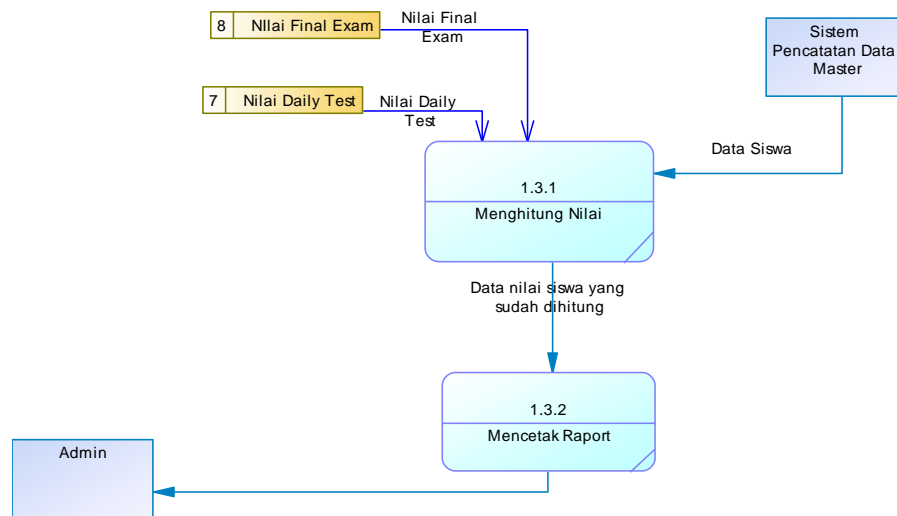 8 NIlai Final Exam
Nilai Final
Exam
Sistem
Pencatatan Data
Master
7 Nilai Daily Test
Nilai Daily
Test
Data Siswa
1.3.1
Menghitung Nilai
Data nilai siswa yang
sudah dihitung
1.3.2
Mencetak Raport
Admin